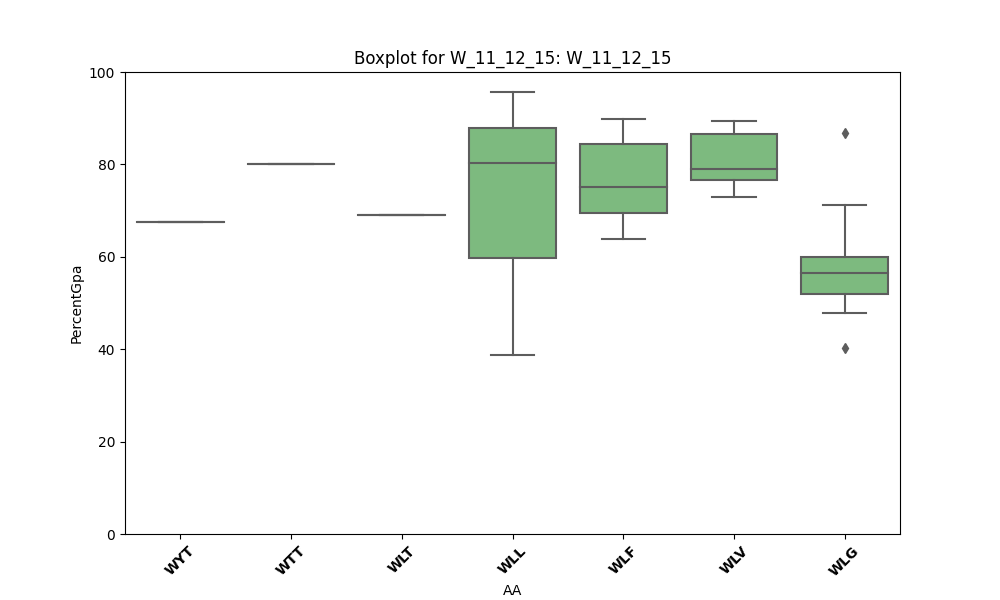 Boxplot for W_11_12_15: W_11_12_15
100
80
60
40
20
0
PercentGpa
WYT
WTT
WLT
WLL
WLF
WLV
WLG
AA